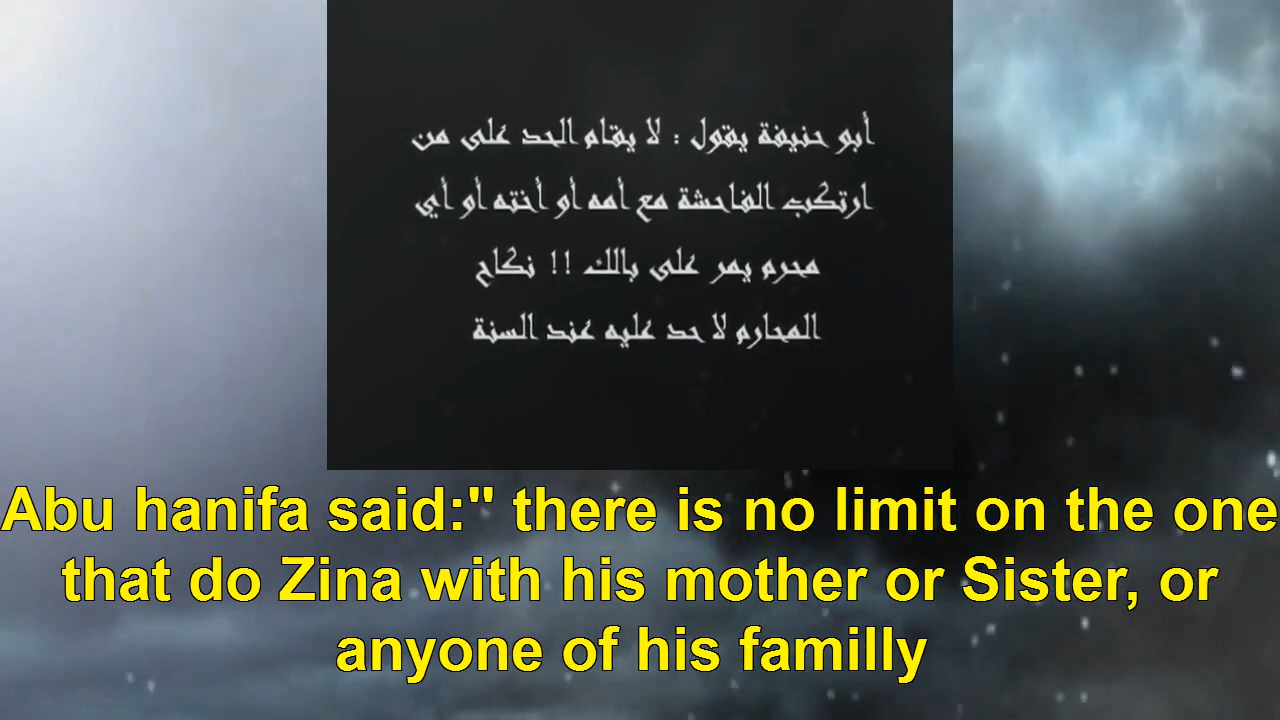 أبو حنيفة يقول : لا يقام الحد على من
ارتكب الفاحشة مع أمه أو أخته أو أي
محرم يمر على بالك !! نكاح
المحارم لا حد عليه عند السنة
Abu hanifa said:" there is no limit on the one
that do Zina with his mother or Sister, or
anyone of his familly